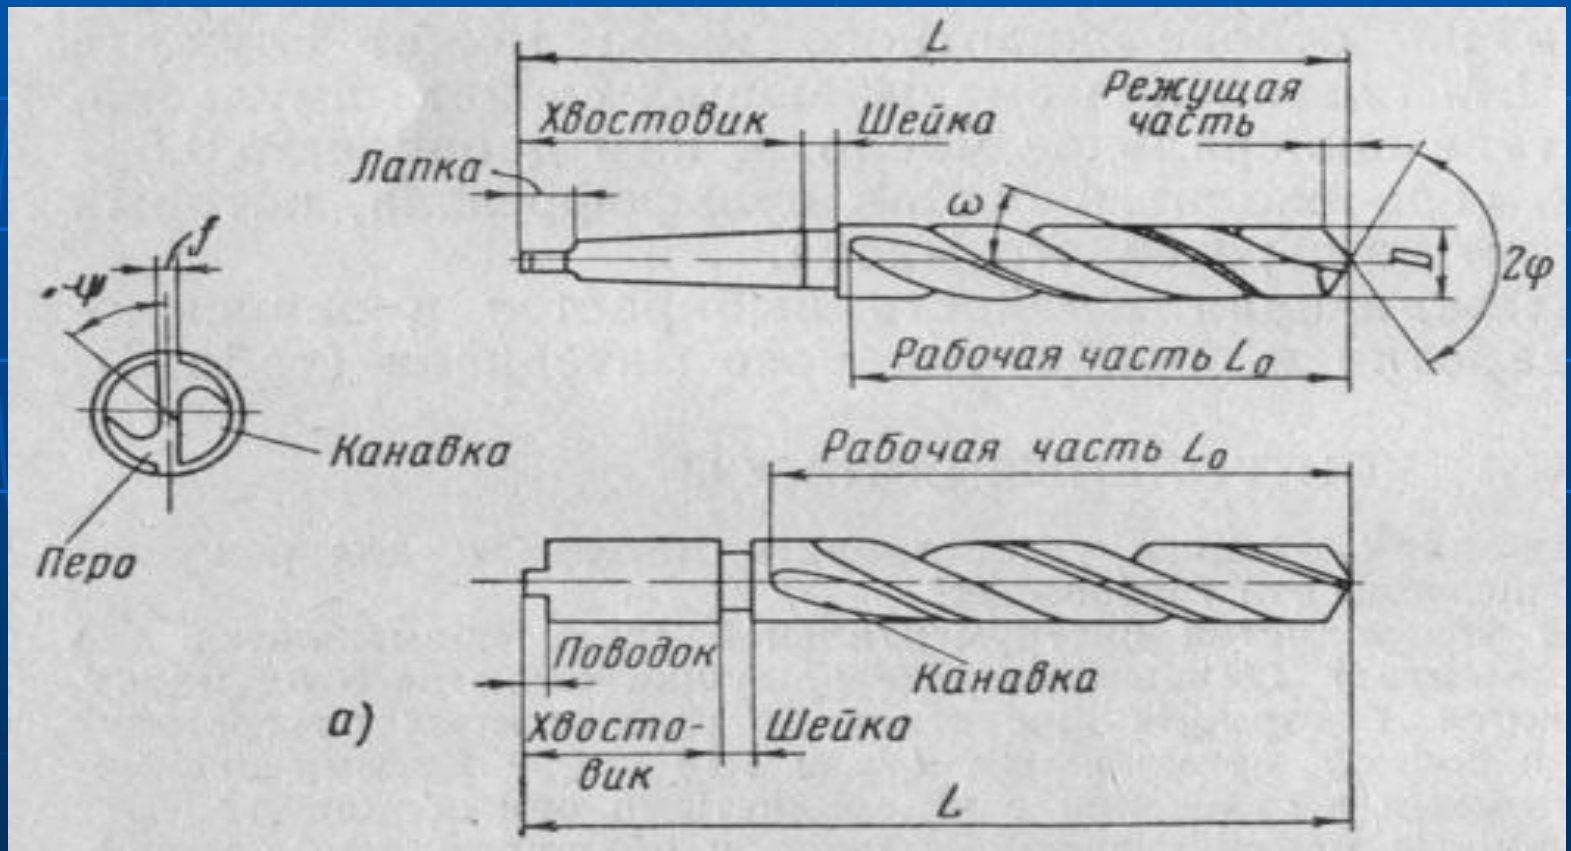 L
Режущая
часть
Хвостовик
Шейка
Лапка
ω
f
ψ
D
2φ
Рабочая часть L₀
Канавка
Перо
Рабочая часть L₀
Поводок
Канавка
а)
Хвосто-
вик
Шейка
L